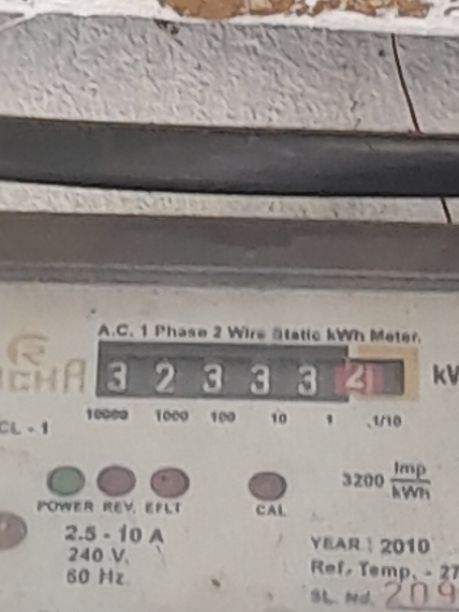 A.C. 1 Phase 2 Wire Static kWh Meter.
3 2 3 3 3 2
10000 1000 100 10 1 .1/10
CL - 1
3200 Imp/kWh
POWER REV. EFLT CAL
2.5 - 10 A
240 V.
YEAR : 2010
60 Hz
Ref. Temp. - 27
SL. No. 209